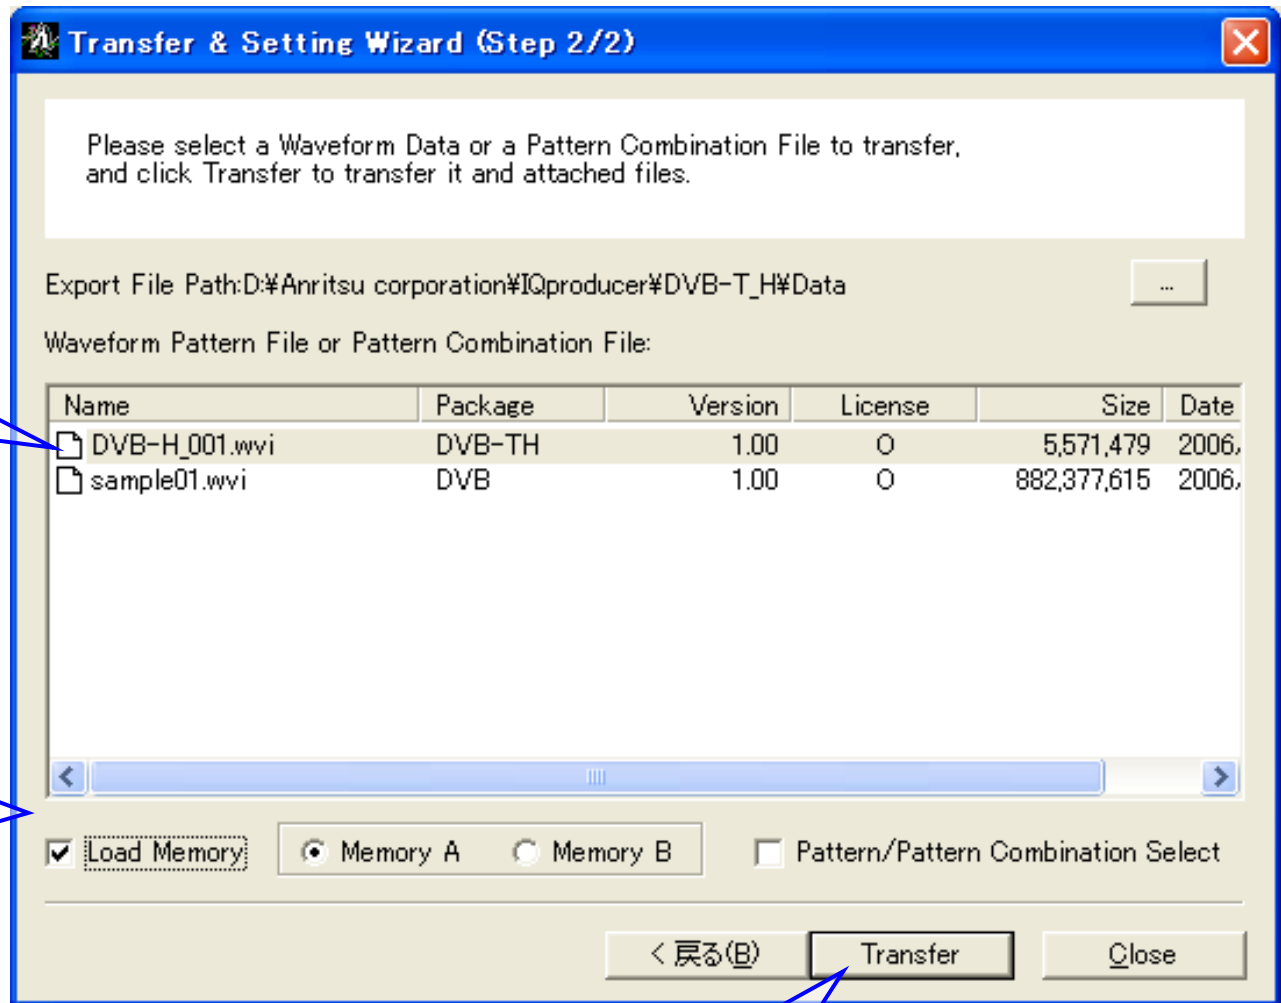 Transfer & Setting Wizard (Step 2/2)
Please select a Waveform Data or a Pattern Combination File to transfer,
and click Transfer to transfer it and attached files.
Export File Path:D:¥Anritsu corporation¥IQproducer¥DVB-T_H¥Data ...
Waveform Pattern File or Pattern Combination File:
Name Package Version License Size Date
DVB-H_001.wvi DVB-TH 1.00 O 5,571,479 2006/
sample01.wvi DVB 1.00 O 882,377,615 2006/
Load Memory Memory A Memory B Pattern/Pattern Combination Select
< 戻る(B) Transfer Close